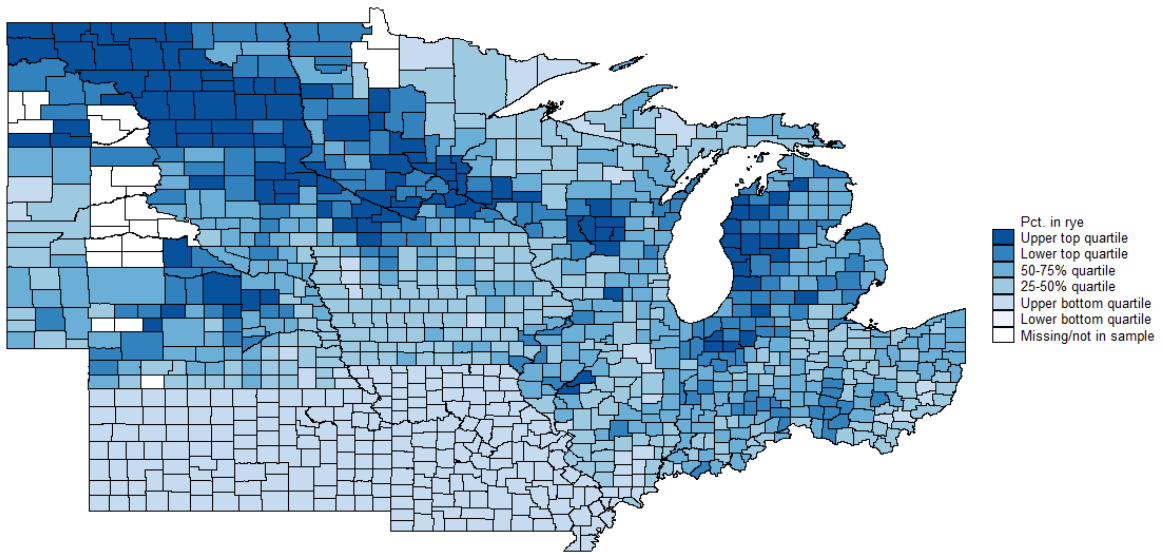 Pct. in rye
Upper top quartile
Lower top quartile
50-75% quartile
25-50% quartile
Upper bottom quartile
Lower bottom quartile
Missing/not in sample